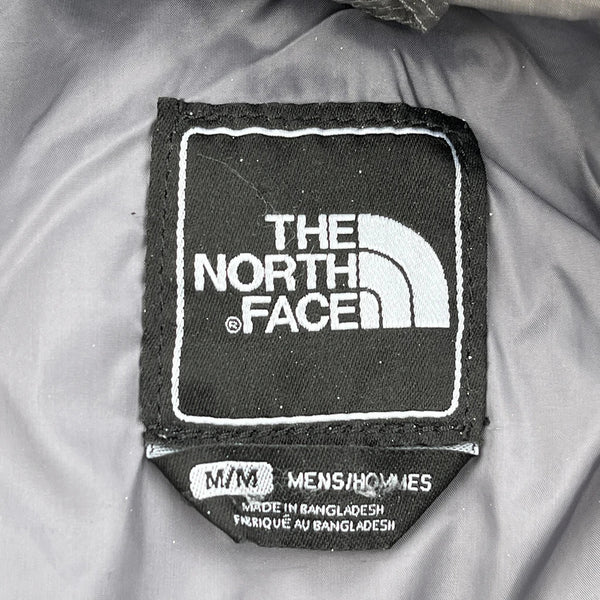 THE
NORTH
® FACE
M/M MENS/HOMMES
MADE IN BANGLADESH
FABRIQUÉ AU BANGLADESH